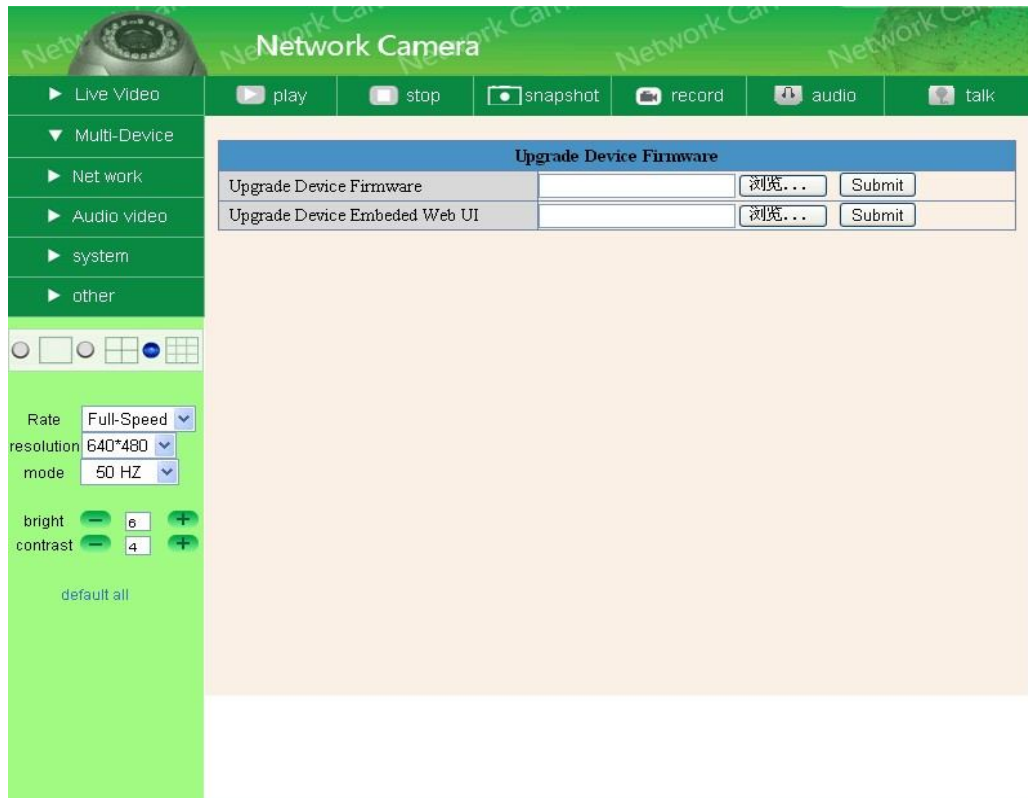 Network Camera
Live Video
play
stop
snapshot
record
audio
talk
Multi-Device
Net work
Audio video
system
other
Upgrade Device Firmware
Upgrade Device Firmware
浏览...
Submit
Upgrade Device Embeded Web UI
浏览...
Submit
Rate
Full-Speed
resolution
640*480
mode
50 HZ
bright
6
contrast
4
default all